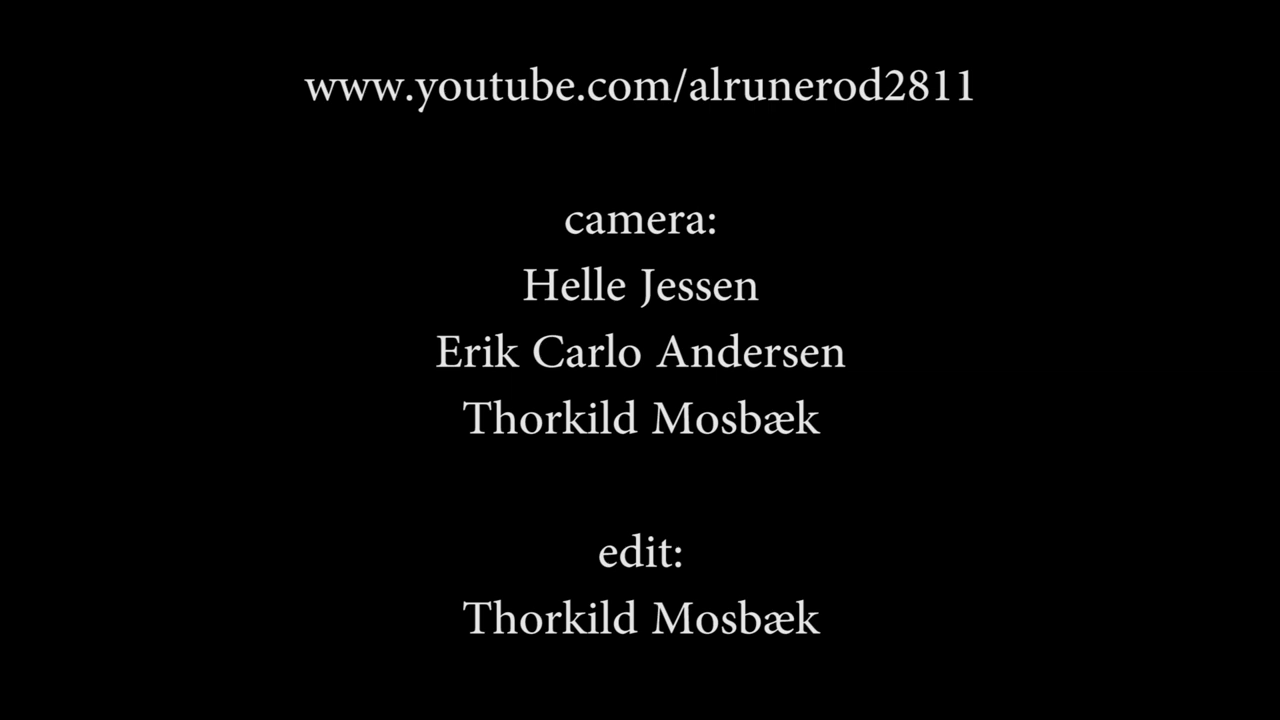 www.youtube.com/alrunerod2811
camera:
Helle Jessen
Erik Carlo Andersen
Thorkild Mosbæk
edit:
Thorkild Mosbæk